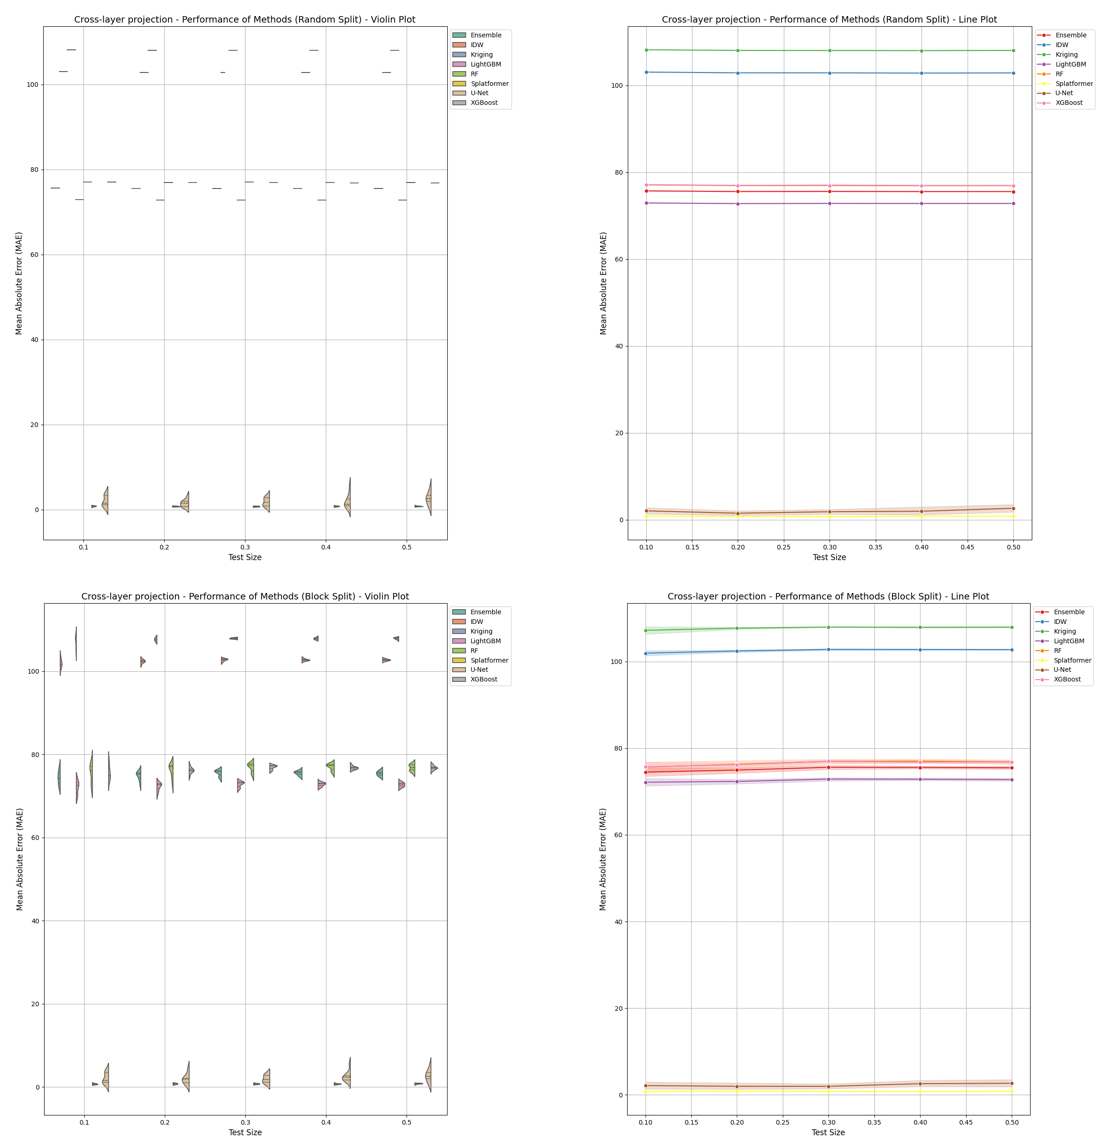 Cross-layer projection - Performance of Methods (Random Split) - Violin Plot
Mean Absolute Error (MAE)
100
80
60
40
20
0
0.1 0.2 0.3 0.4 0.5
Test Size
Ensemble
IDW
Kriging
LightGBM
RF
Splatformer
U-Net
XGBoost
Cross-layer projection - Performance of Methods (Random Split) - Line Plot
Mean Absolute Error (MAE)
100
80
60
40
20
0
0.10 0.15 0.20 0.25 0.30 0.35 0.40 0.45 0.50
Test Size
Ensemble
IDW
Kriging
LightGBM
RF
Splatformer
U-Net
XGBoost
Cross-layer projection - Performance of Methods (Block Split) - Violin Plot
Mean Absolute Error (MAE)
100
80
60
40
20
0
0.1 0.2 0.3 0.4 0.5
Test Size
Ensemble
IDW
Kriging
LightGBM
RF
Splatformer
U-Net
XGBoost
Cross-layer projection - Performance of Methods (Block Split) - Line Plot
Mean Absolute Error (MAE)
100
80
60
40
20
0
0.10 0.15 0.20 0.25 0.30 0.35 0.40 0.45 0.50
Test Size
Ensemble
IDW
Kriging
LightGBM
RF
Splatformer
U-Net
XGBoost